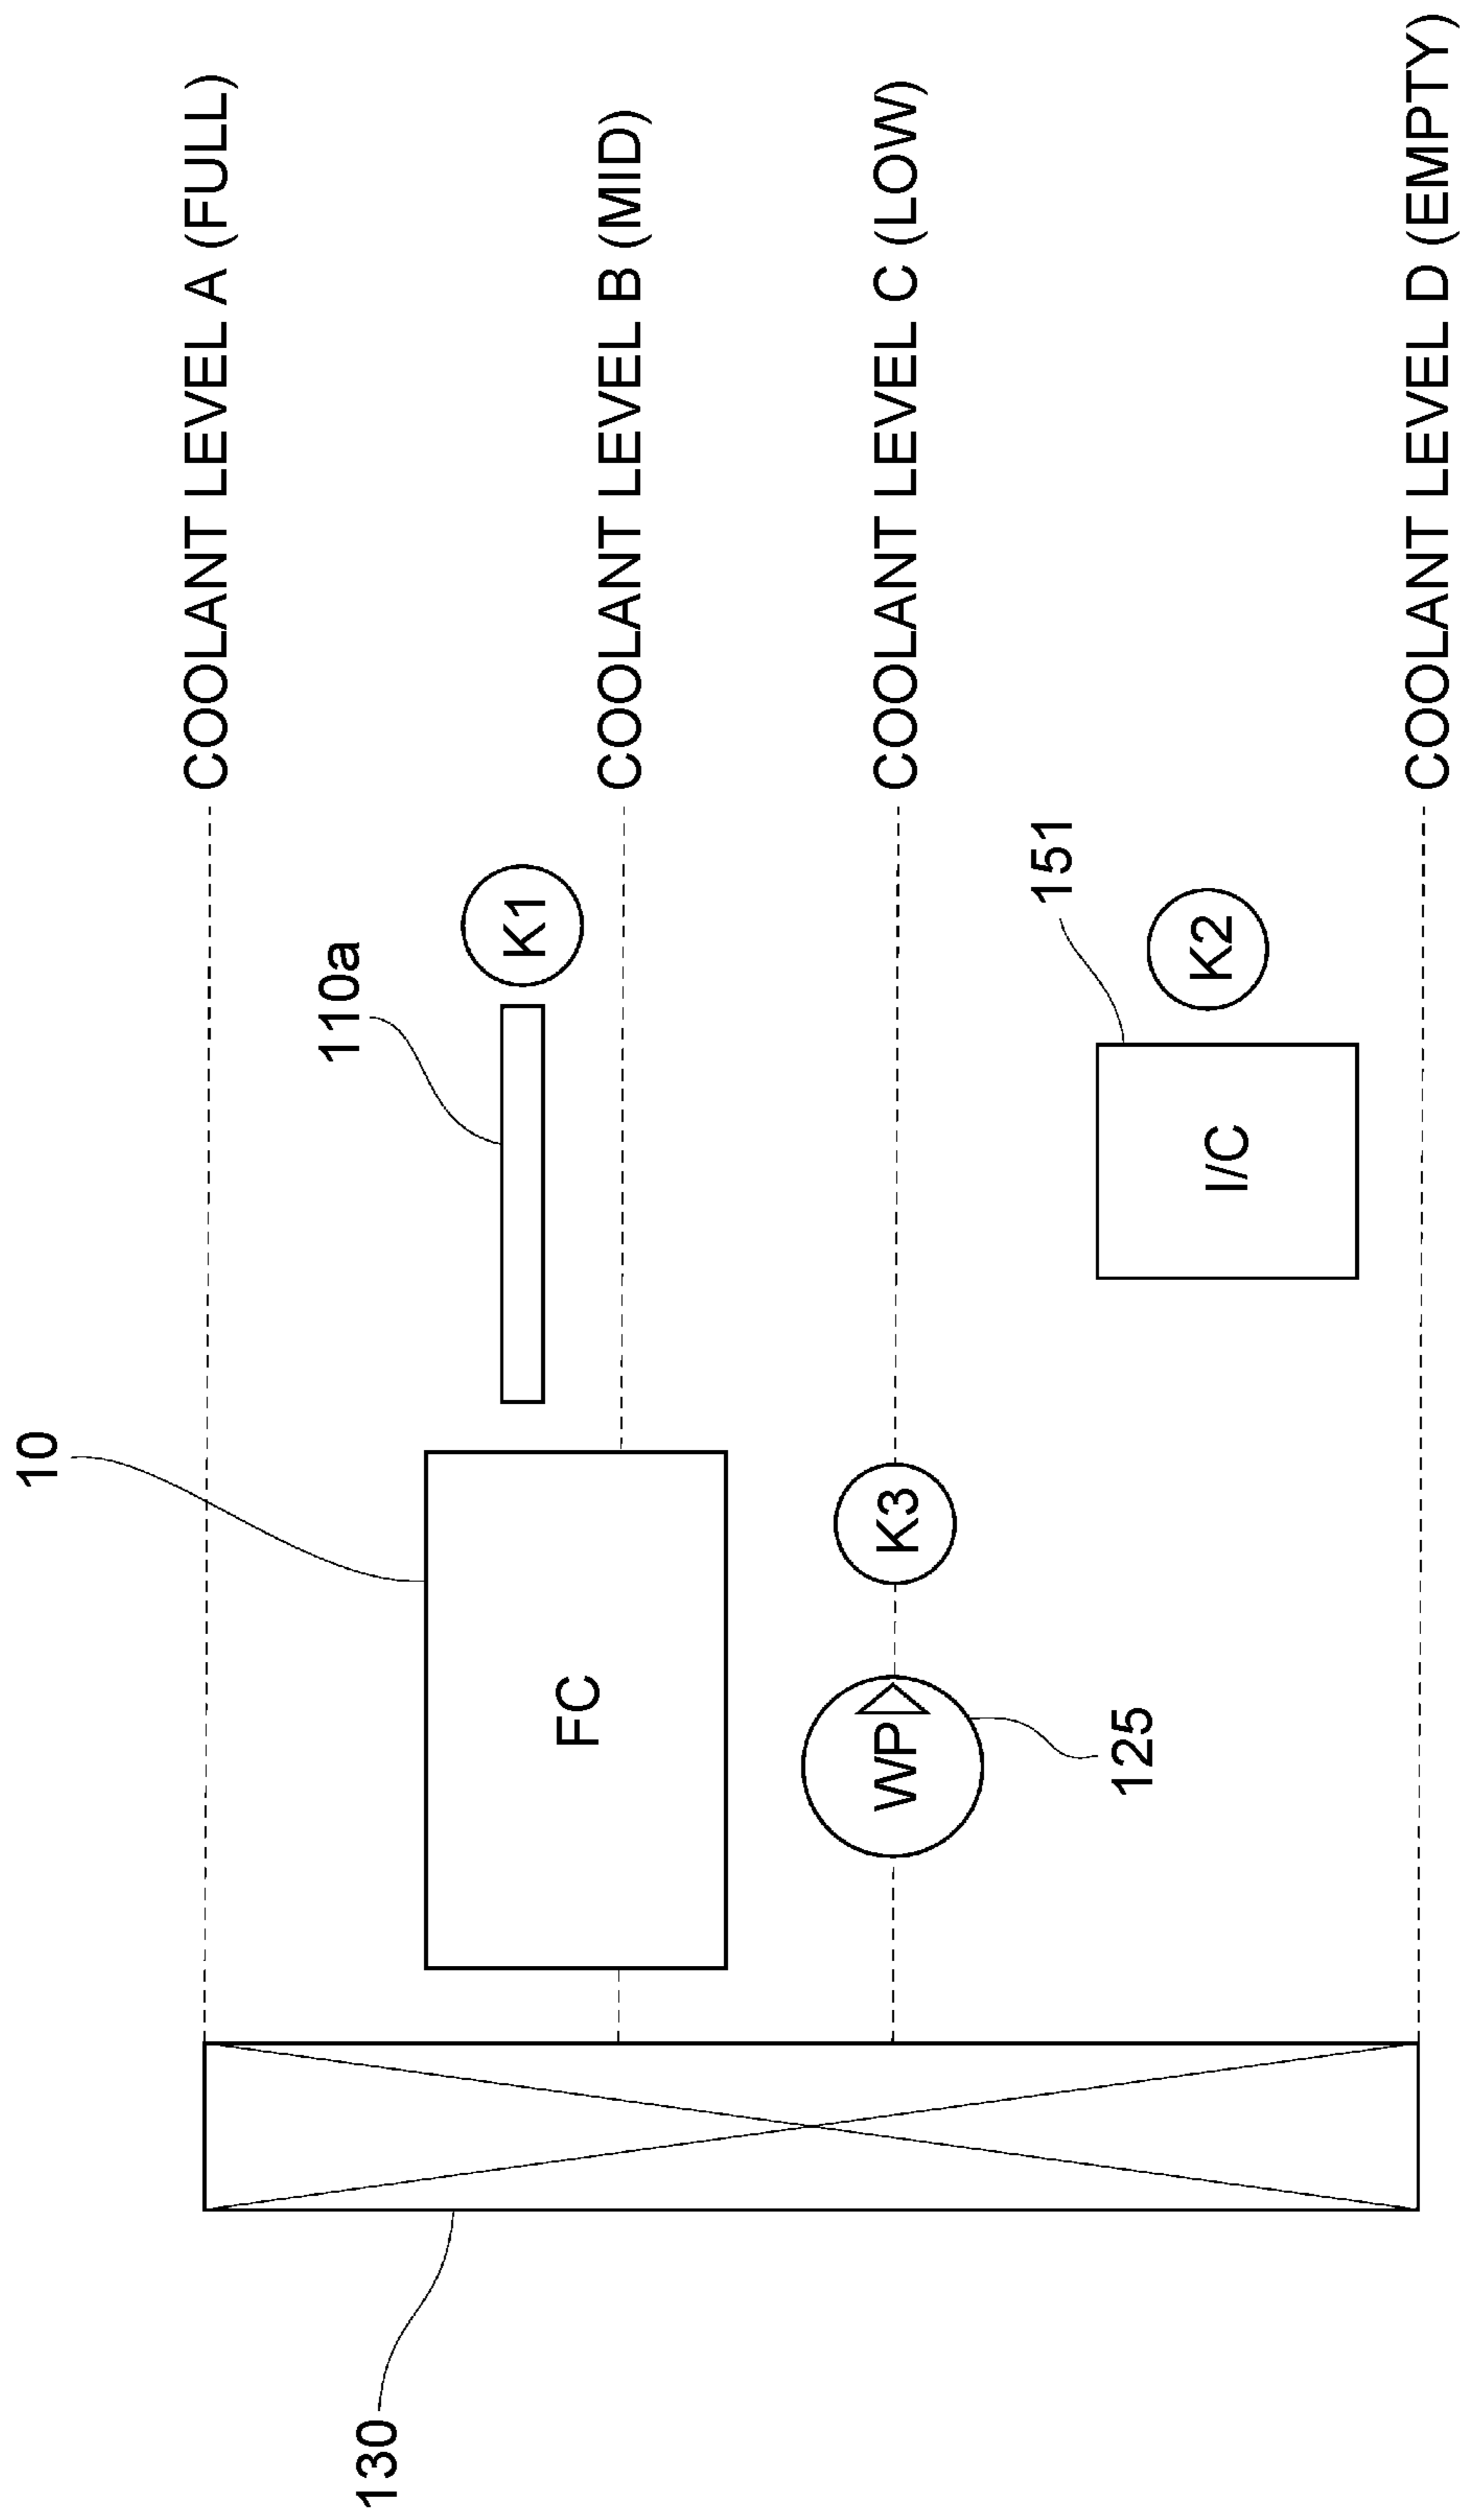 10
COOLANT LEVEL A (FULL)
110a
130
K1
FC
COOLANT LEVEL B (MID)
WP
K3
COOLANT LEVEL C (LOW)
151
125
I/C
K2
COOLANT LEVEL D (EMPTY)